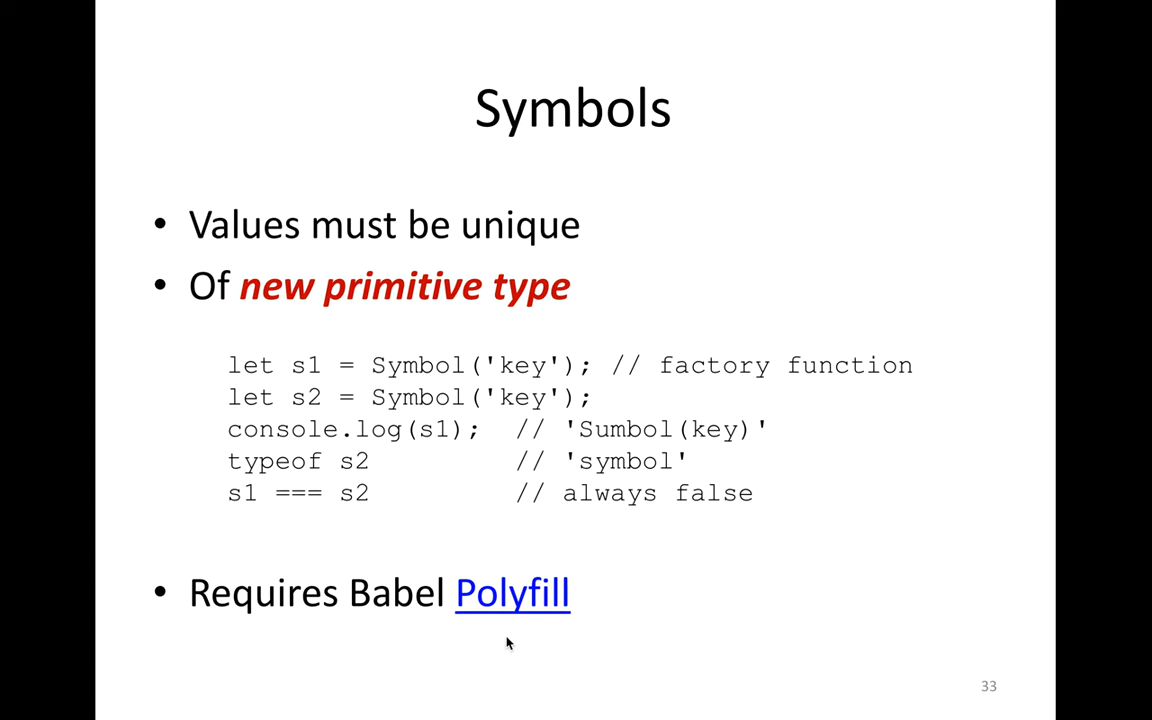 Symbols
• Values must be unique
• Of new primitive type
let s1 = Symbol('key'); // factory function
let s2 = Symbol('key');
console.log(s1);  // 'Sumbol(key)'
typeof s2         // 'symbol'
s1 === s2         // always false
• Requires Babel Polyfill
33